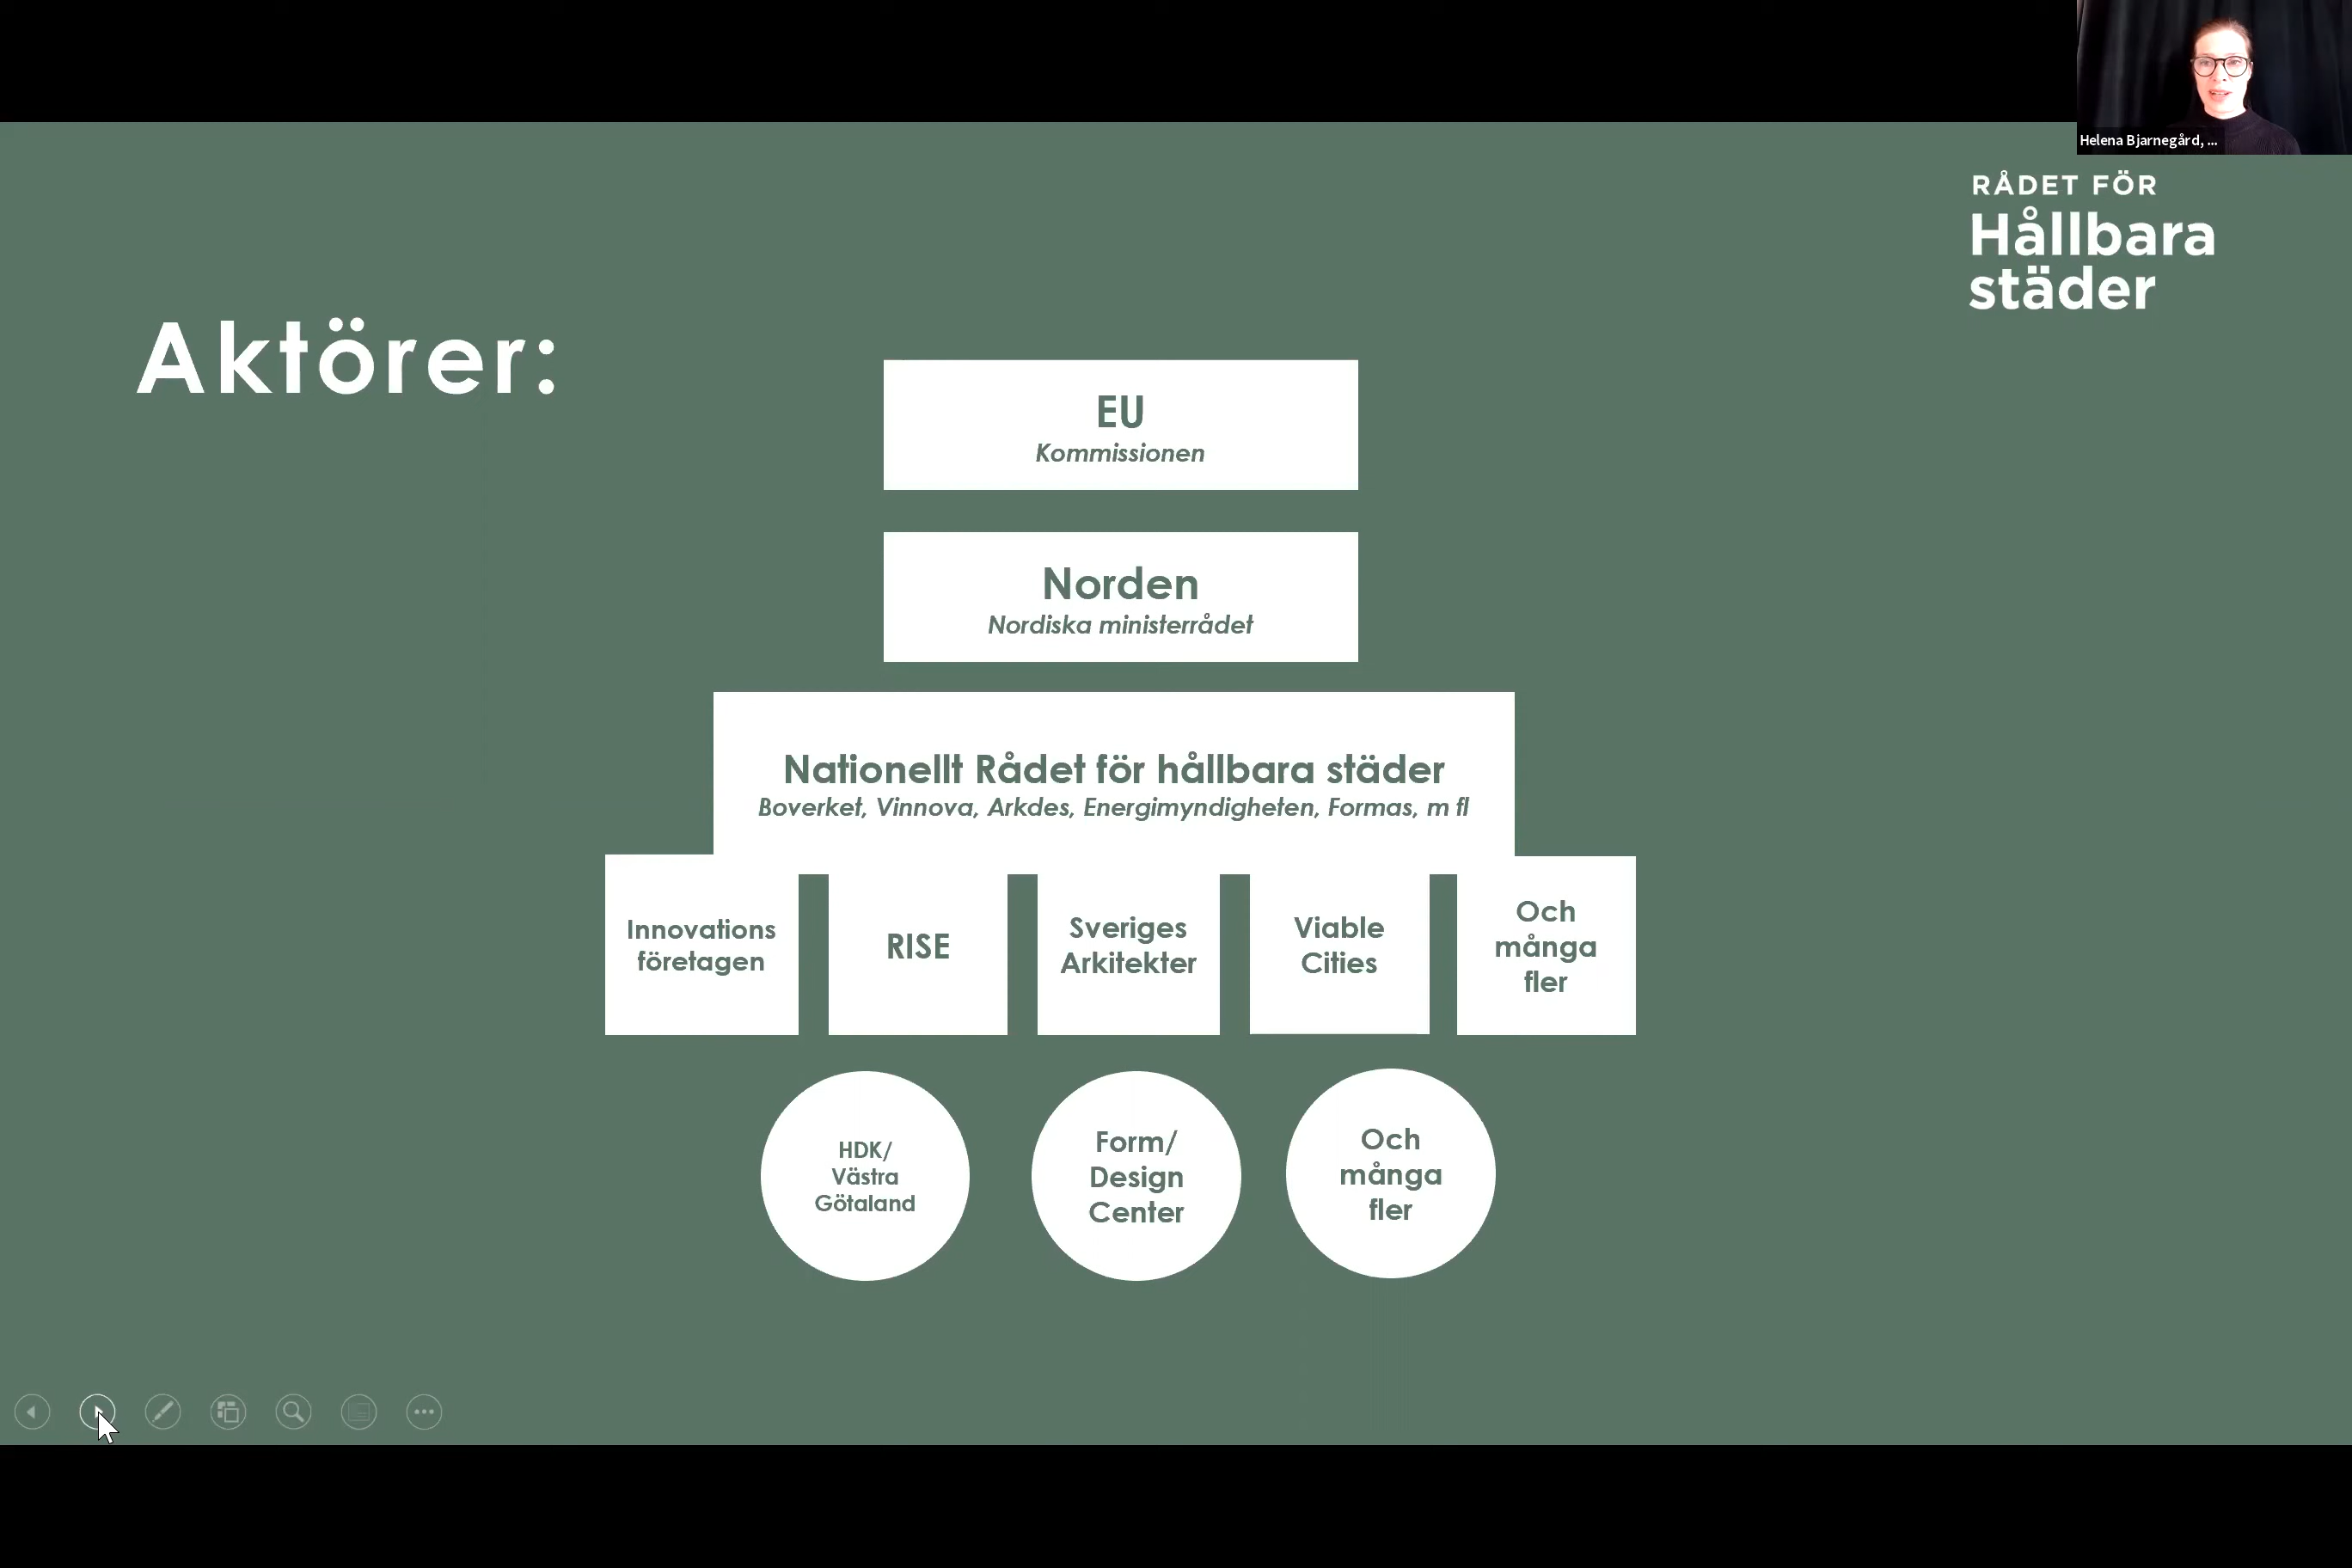 Helena Bjarnegård, ...
RÅDET FÖR
Hållbara
städer
Aktörer:
EU
Kommissionen
Norden
Nordiska ministerrådet
Nationellt Rådet för hållbara städer
Boverket, Vinnova, Arkdes, Energimyndigheten, Formas, m fl
Innovations
företagen
RISE
Sveriges
Arkitekter
Viable
Cities
Och
många
fler
HDK/
Västra
Götaland
Form/
Design
Center
Och
många
fler